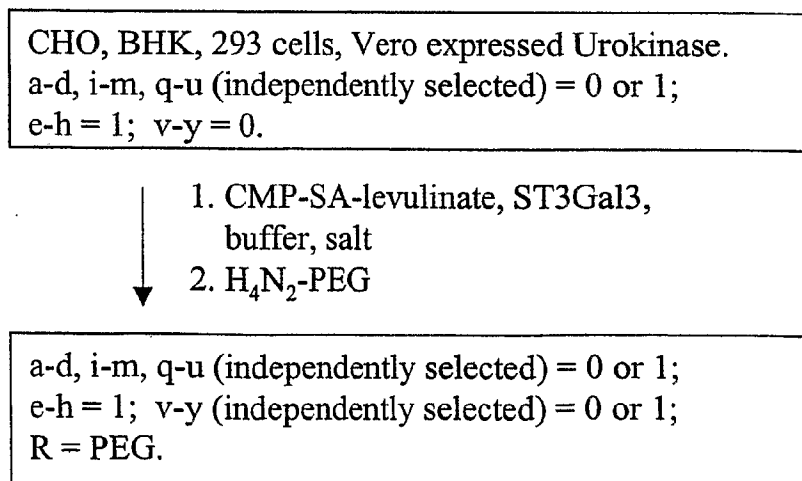 CHO, BHK, 293 cells, Vero expressed Urokinase.
a-d, i-m, q-u (independently selected) = 0 or 1;
e-h = 1; v-y = 0.
1. CMP-SA-levulinate, ST3Gal3,
buffer, salt
2. H₄N₂-PEG
a-d, i-m, q-u (independently selected) = 0 or 1;
e-h = 1; v-y (independently selected) = 0 or 1;
R = PEG.